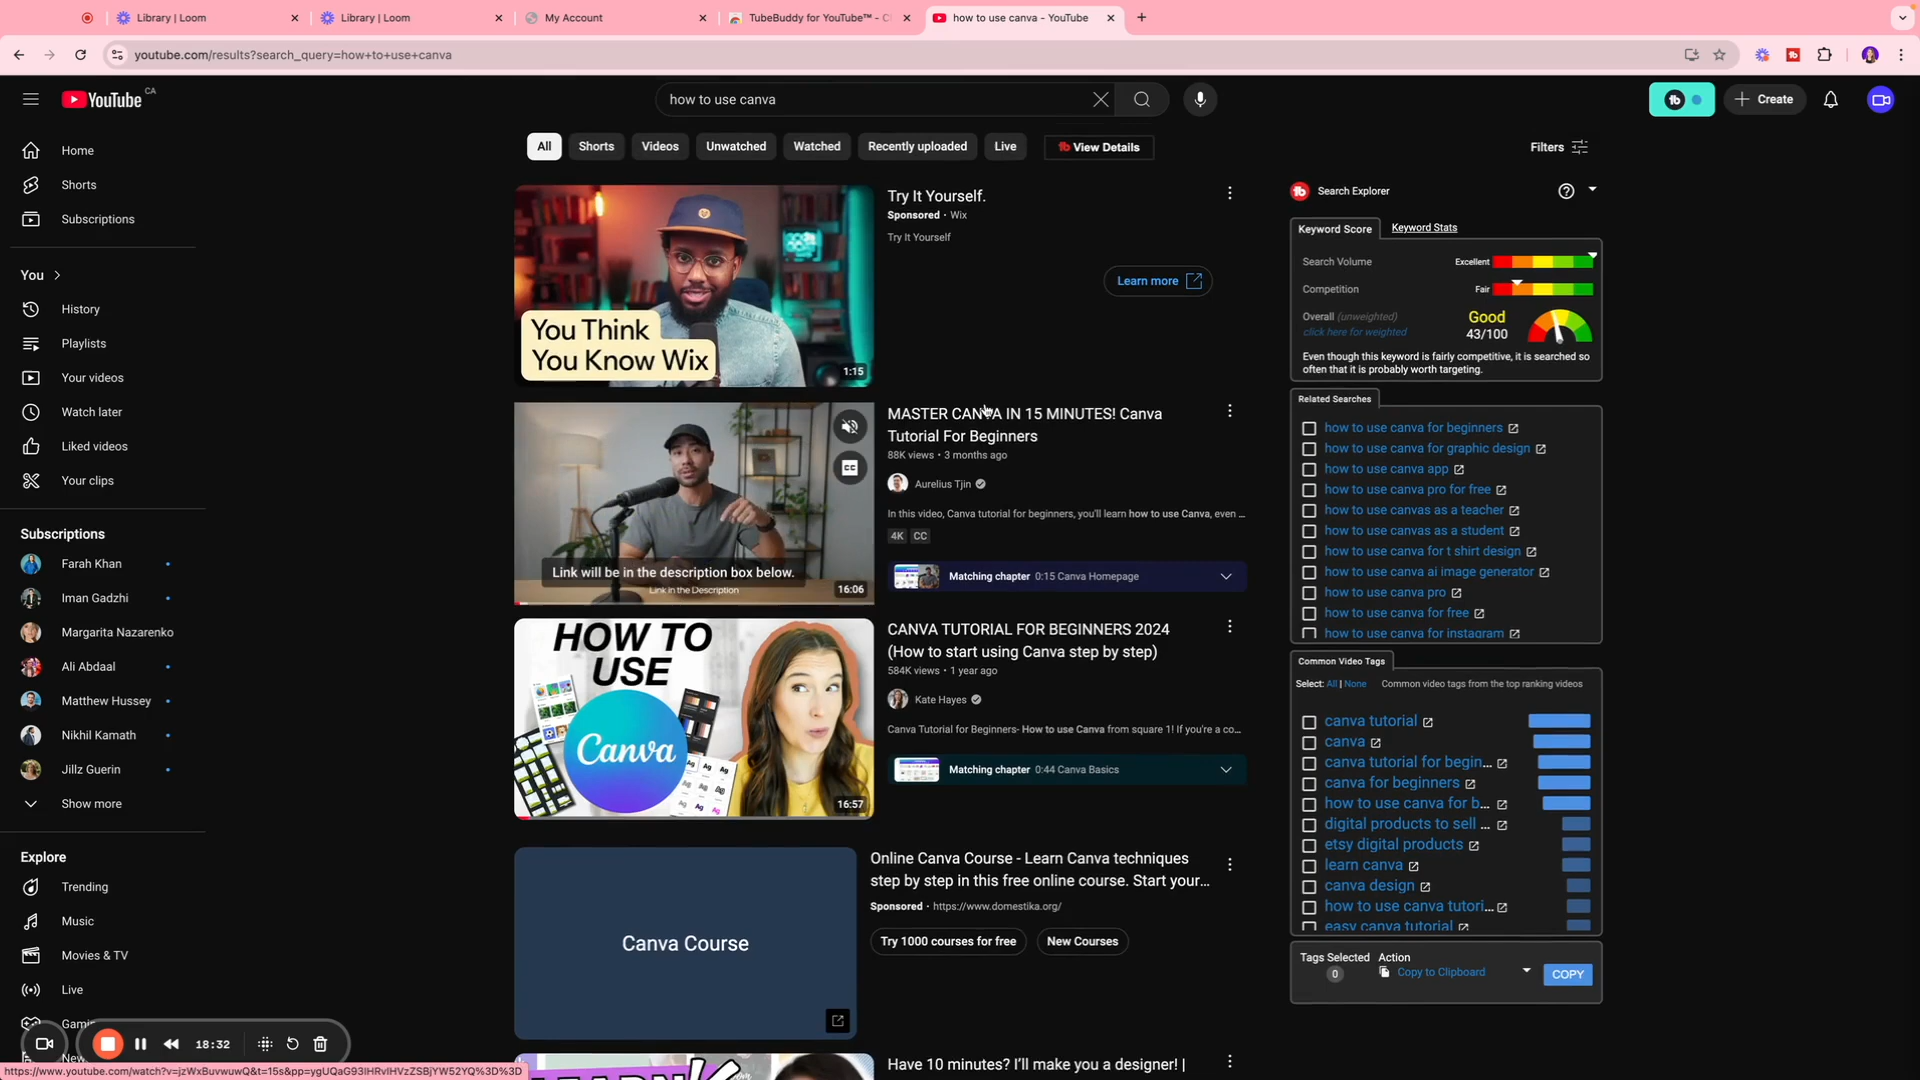 Library | Loom
Library | Loom
My Account
TubeBuddy for YouTube™ - C
how to use canva - YouTube
youtube.com/results?search_query=how+to+use+canva
YouTube
CA
how to use canva
Create
All
Shorts
Videos
Unwatched
Watched
Recently uploaded
Live
View Details
Filters
Home
Shorts
Subscriptions
You
History
Playlists
Your videos
Watch later
Liked videos
Your clips
Subscriptions
Farah Khan
Iman Gadzhi
Margarita Nazarenko
Ali Abdaal
Matthew Hussey
Nikhil Kamath
Jillz Guerin
Show more
Explore
Trending
Music
Movies & TV
Live
Gamin
New
18:32
https://www.youtube.com/watch?v=jzWxBuvwuwQ&t=15s&pp=ygUQaG93IHRvIHVzZSBjYW52YQ%3D%3D
You Think
You Know Wix
1:15
Try It Yourself.
Sponsored · Wix
Try It Yourself
Learn more
Link will be in the description box below.
Link in the Description
CC
16:06
MASTER CANVA IN 15 MINUTES! Canva
Tutorial For Beginners
88K views • 3 months ago
Aurelius Tjin
In this video, Canva tutorial for beginners, you'll learn how to use Canva, even ...
4K CC
Matching chapter 0:15 Canva Homepage
HOW TO
USE
Canva
16:57
CANVA TUTORIAL FOR BEGINNERS 2024
(How to start using Canva step by step)
584K views • 1 year ago
Kate Hayes
Canva Tutorial for Beginners- How to use Canva from square 1! If you're a co...
Matching chapter 0:44 Canva Basics
Canva Course
Online Canva Course - Learn Canva techniques
step by step in this free online course. Start your...
Sponsored · https://www.domestika.org/
Try 1000 courses for free
New Courses
Have 10 minutes? I'll make you a designer! |
Search Explorer
Keyword Score
Keyword Stats
Search Volume
Excellent
Competition
Fair
Overall (unweighted)
click here for weighted
Good
43/100
Even though this keyword is fairly competitive, it is searched so
often that it is probably worth targeting.
Related Searches
how to use canva for beginners
how to use canva for graphic design
how to use canva app
how to use canva pro for free
how to use canvas as a teacher
how to use canvas as a student
how to use canva for t shirt design
how to use canva ai image generator
how to use canva pro
how to use canva for free
how to use canva for instagram
Common Video Tags
Select: All | None
Common video tags from the top ranking videos
canva tutorial
canva
canva tutorial for begin...
canva for beginners
how to use canva for b...
digital products to sell ...
etsy digital products
learn canva
canva design
how to use canva tutori...
easy canva tutorial
Tags Selected
0
Action
Copy to Clipboard
COPY